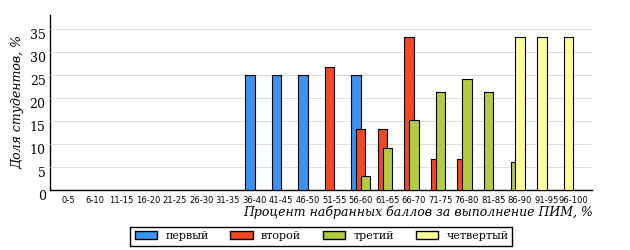 Доля студентов, %
35
30
25
20
15
10
5
0
0-5 6-10 11-15 16-20 21-25 26-30 31-35 36-40 41-45 46-50 51-55 56-60 61-65 66-70 71-75 76-80 81-85 86-90 91-95 96-100
Процент набранных баллов за выполнение ПИМ, %
первый второй третий четвертый